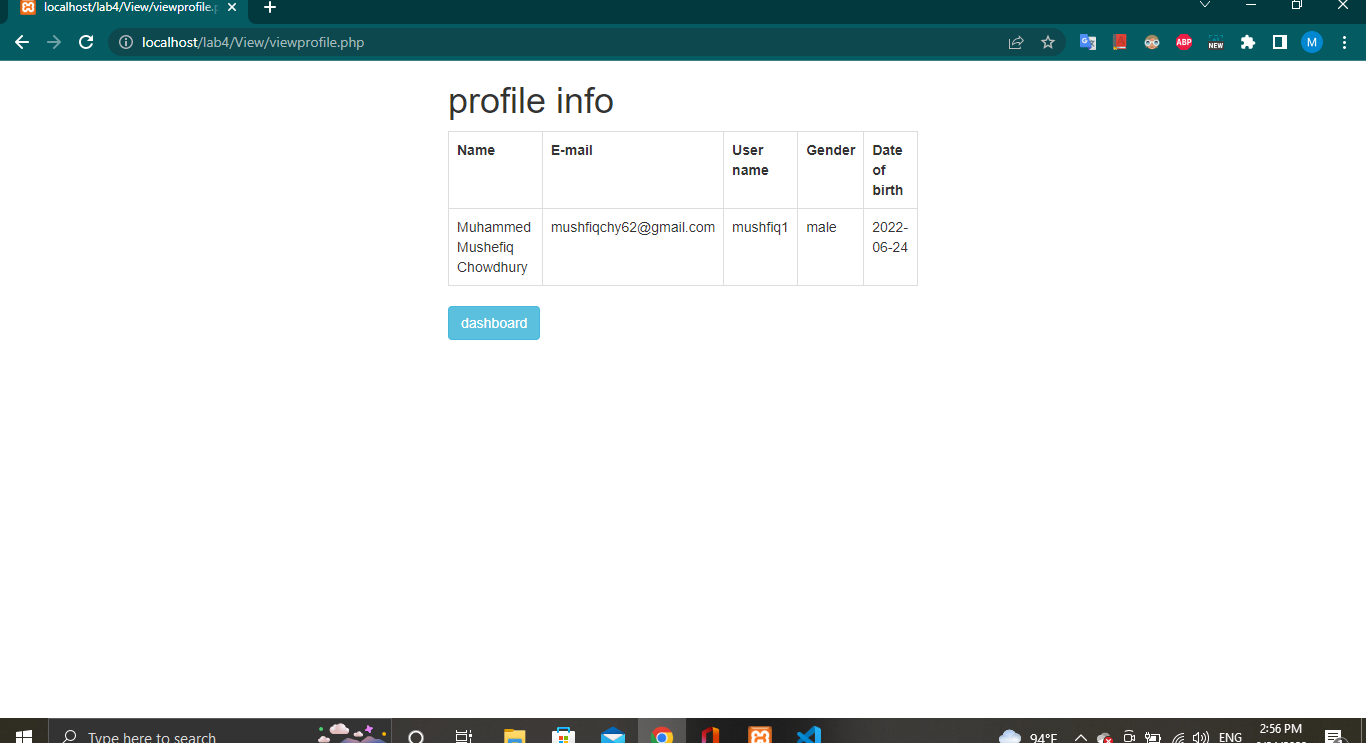 localhost/lab4/View/viewprofile.p
localhost/lab4/View/viewprofile.php
ABP
NEW
M
profile info
Name E-mail User name Gender Date of birth
Muhammed Mushefiq Chowdhury mushfiqchy62@gmail.com mushfiq1 male 2022-06-24
dashboard
Type here to search
94°F
ENG
2:56 PM